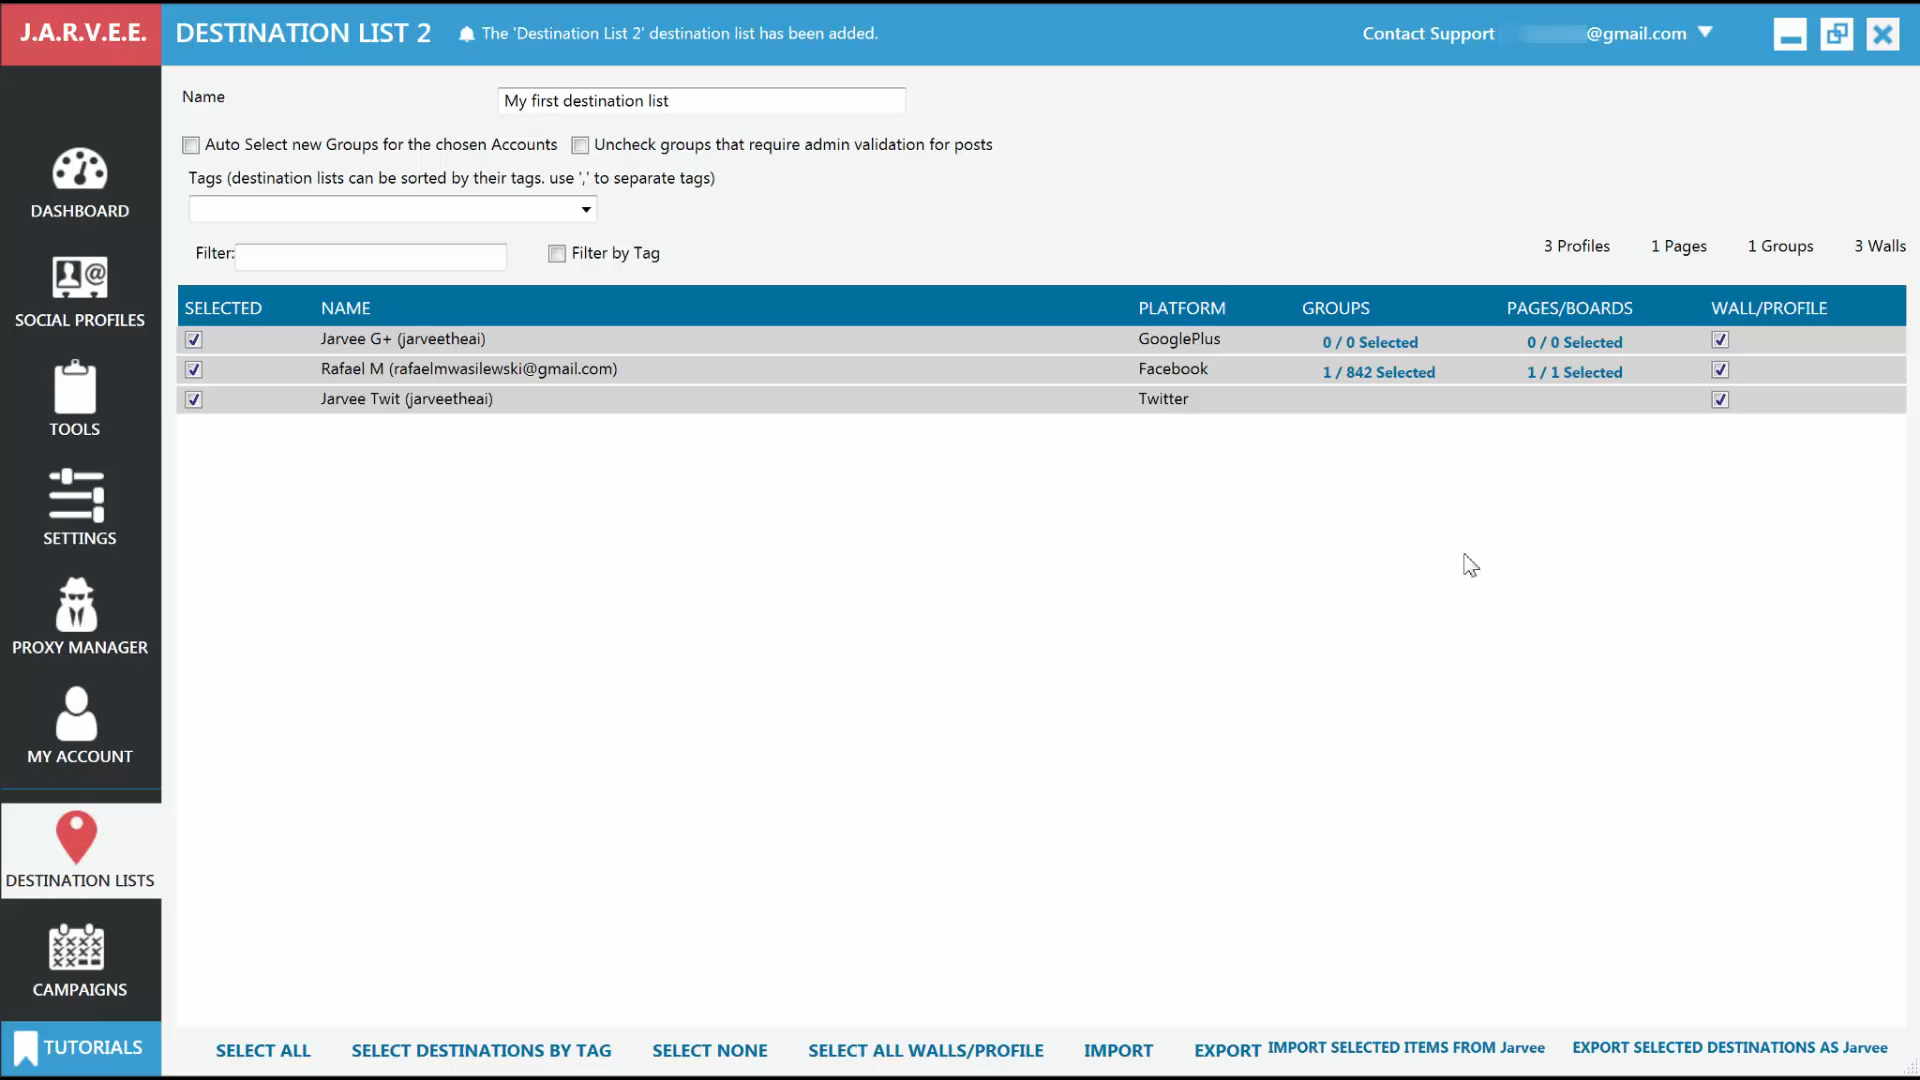 J.A.R.V.E.E.
DESTINATION LIST 2
The 'Destination List 2' destination list has been added.
Contact Support
@gmail.com
Name
My first destination list
Auto Select new Groups for the chosen Accounts
Uncheck groups that require admin validation for posts
Tags (destination lists can be sorted by their tags. use ',' to separate tags)
Filter:
Filter by Tag
3 Profiles
1 Pages
1 Groups
3 Walls
SELECTED NAME PLATFORM GROUPS PAGES/BOARDS WALL/PROFILE
Jarvee G+ (jarveetheai) GooglePlus 0 / 0 Selected 0 / 0 Selected
Rafael M (rafaelmwasilewski@gmail.com) Facebook 1 / 842 Selected 1 / 1 Selected
Jarvee Twit (jarveetheai) Twitter
DASHBOARD
SOCIAL PROFILES
TOOLS
SETTINGS
PROXY MANAGER
MY ACCOUNT
DESTINATION LISTS
CAMPAIGNS
TUTORIALS
SELECT ALL
SELECT DESTINATIONS BY TAG
SELECT NONE
SELECT ALL WALLS/PROFILE
IMPORT
EXPORT
IMPORT SELECTED ITEMS FROM Jarvee
EXPORT SELECTED DESTINATIONS AS Jarvee